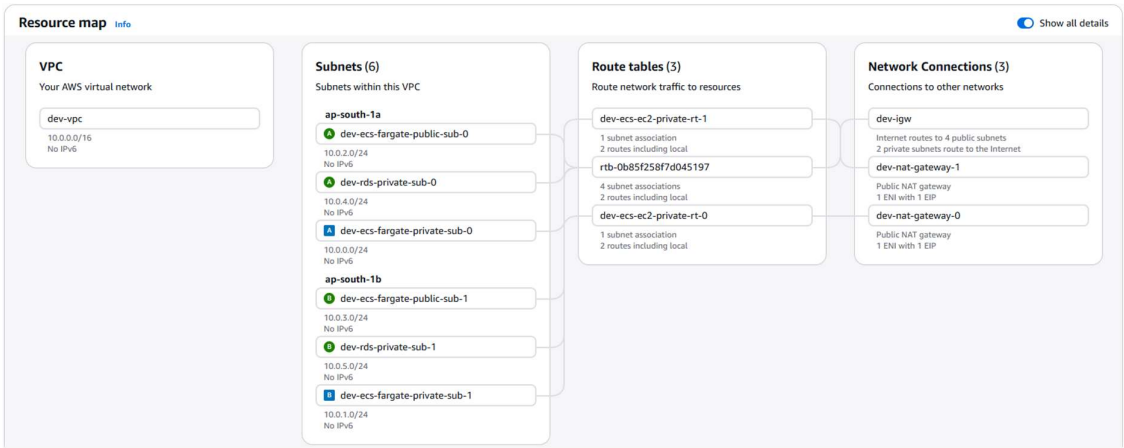 Resource map Info
Show all details
VPC
Your AWS virtual network
dev-vpc
10.0.0.0/16
No IPv6
Subnets (6)
Subnets within this VPC
ap-south-1a
A dev-ecs-fargate-public-sub-0
10.0.2.0/24
No IPv6
A dev-rds-private-sub-0
10.0.4.0/24
No IPv6
A dev-ecs-fargate-private-sub-0
10.0.0.0/24
No IPv6
ap-south-1b
B dev-ecs-fargate-public-sub-1
10.0.3.0/24
No IPv6
B dev-rds-private-sub-1
10.0.5.0/24
No IPv6
B dev-ecs-fargate-private-sub-1
10.0.1.0/24
No IPv6
Route tables (3)
Route network traffic to resources
dev-ecs-ec2-private-rt-1
1 subnet association
2 routes including local
rtb-0b85f258f7d045197
4 subnet associations
2 routes including local
dev-ecs-ec2-private-rt-0
1 subnet association
2 routes including local
Network Connections (3)
Connections to other networks
dev-igw
Internet routes to 4 public subnets
2 private subnets route to the Internet
dev-nat-gateway-1
Public NAT gateway
1 ENI with 1 EIP
dev-nat-gateway-0
Public NAT gateway
1 ENI with 1 EIP